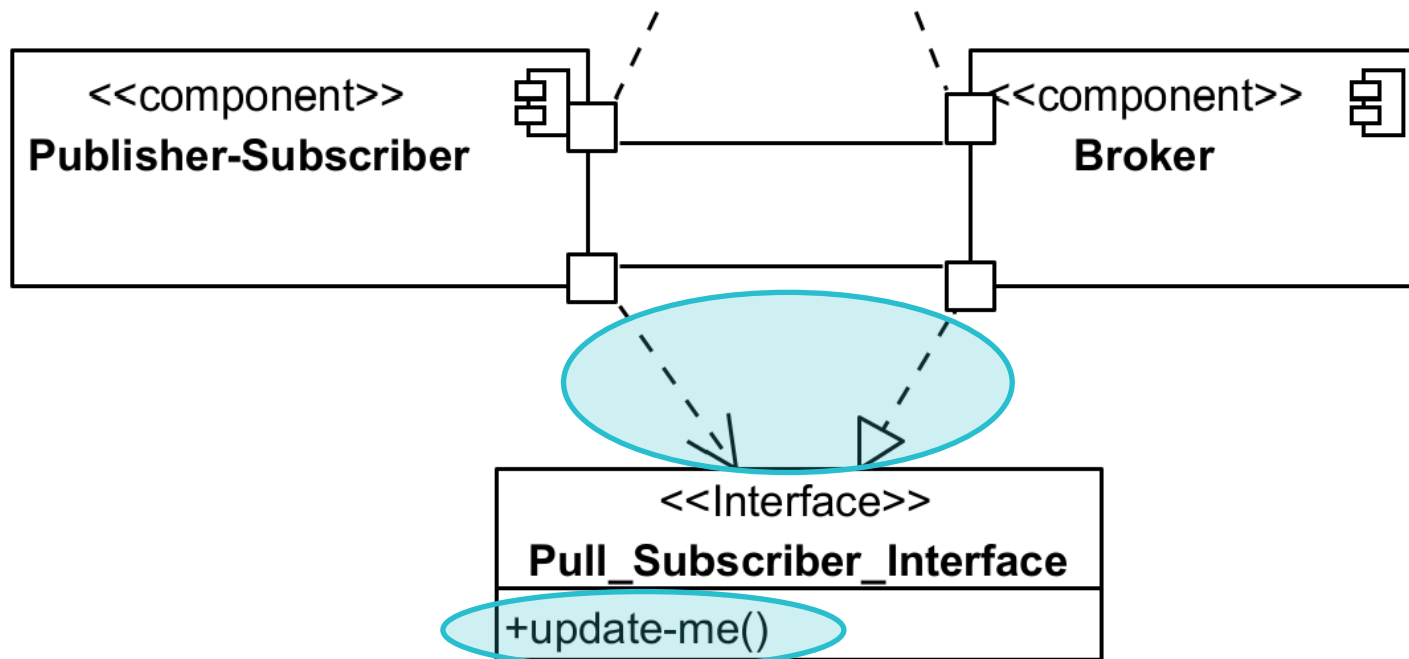 <<component>>
Publisher-Subscriber
<<component>>
Broker
<<Interface>>
Pull_Subscriber_Interface
+update-me()